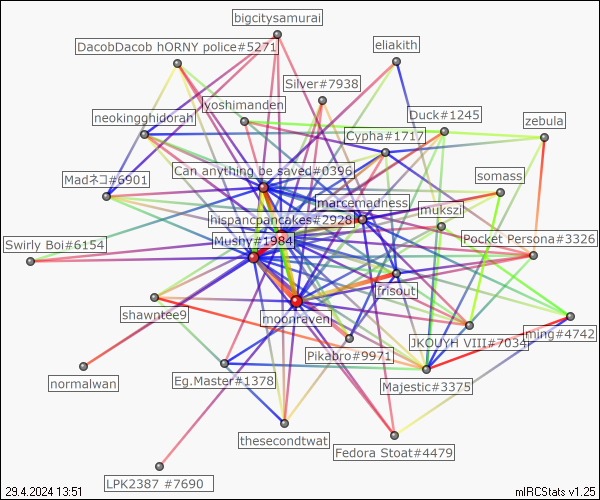 bigcitysamurai
eliakith
DacobDacob hORNY police#5271
Silver#7938
yoshimanden
neokingghidorah
Duck#1245
zebula
Cypha#1717
Can anything be saved#0396
Madネコ#6901
somass
marcemadness
mukszi
hispancpancakes#2928
Mushy#1984
Pocket Persona#3326
Swirly Boi#6154
frisout
shawntee9
moonraven
JKOUYH VIII#7034
ming#4742
Pikabro#9971
normalwan
Eg.Master#1378
Majestic#3375
thesecondtwat
Fedora Stoat#4479
LPK2387 #7690
29.4.2024 13:51
mIRCStats v1.25